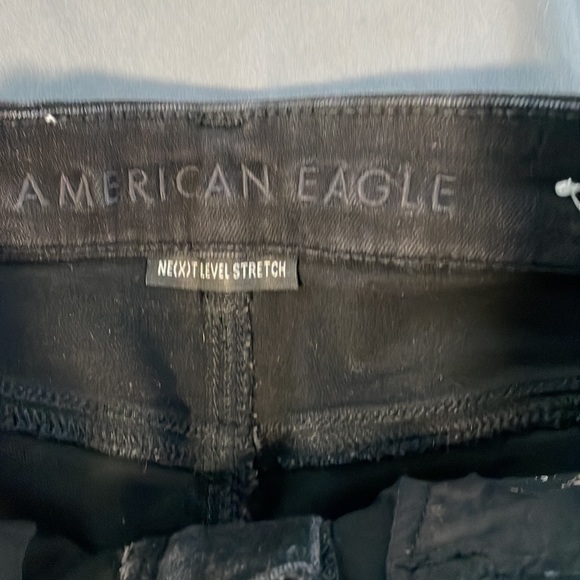 AMERICAN EAGLE
NE(X)T LEVEL STRETCH